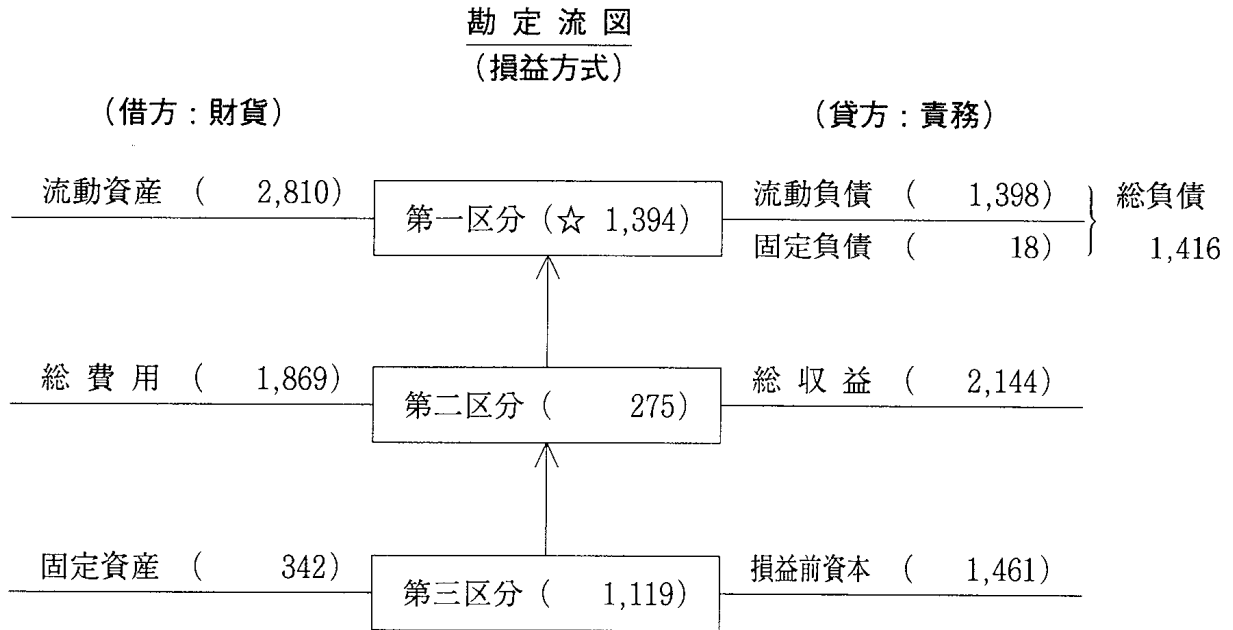 勘定流図
(損益方式)
(借方：財貨) (貸方：責務)
流動資産 ( 2,810) 第一区分 (☆ 1,394) 流動負債 ( 1,398) 総負債
固定負債 ( 18) 1,416
総費用 ( 1,869) 第二区分 ( 275) 総収益 ( 2,144)
固定資産 ( 342) 第三区分 ( 1,119) 損益前資本 ( 1,461)